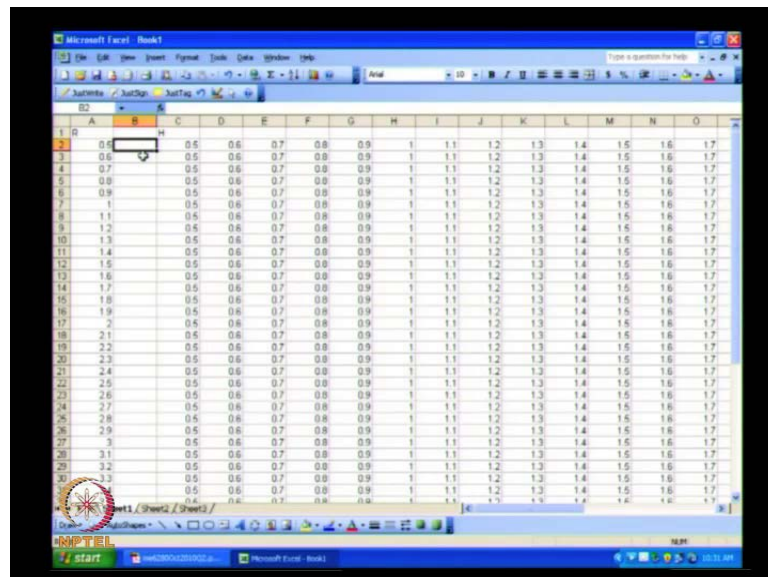 Microsoft Excel - Book1
File Edit View Insert Format Tools Data Window Help Type a question for help
Arial 10 B I U $ %
JustWrite JustSign JustTag
B2
A B C D E F G H I J K L M N O
1 R H
2 0.5 0.5 0.6 0.7 0.8 0.9 1 1.1 1.2 1.3 1.4 1.5 1.6 1.7
3 0.6 0.5 0.6 0.7 0.8 0.9 1 1.1 1.2 1.3 1.4 1.5 1.6 1.7
4 0.7 0.5 0.6 0.7 0.8 0.9 1 1.1 1.2 1.3 1.4 1.5 1.6 1.7
5 0.8 0.5 0.6 0.7 0.8 0.9 1 1.1 1.2 1.3 1.4 1.5 1.6 1.7
6 0.9 0.5 0.6 0.7 0.8 0.9 1 1.1 1.2 1.3 1.4 1.5 1.6 1.7
7 1 0.5 0.6 0.7 0.8 0.9 1 1.1 1.2 1.3 1.4 1.5 1.6 1.7
8 1.1 0.5 0.6 0.7 0.8 0.9 1 1.1 1.2 1.3 1.4 1.5 1.6 1.7
9 1.2 0.5 0.6 0.7 0.8 0.9 1 1.1 1.2 1.3 1.4 1.5 1.6 1.7
10 1.3 0.5 0.6 0.7 0.8 0.9 1 1.1 1.2 1.3 1.4 1.5 1.6 1.7
11 1.4 0.5 0.6 0.7 0.8 0.9 1 1.1 1.2 1.3 1.4 1.5 1.6 1.7
12 1.5 0.5 0.6 0.7 0.8 0.9 1 1.1 1.2 1.3 1.4 1.5 1.6 1.7
13 1.6 0.5 0.6 0.7 0.8 0.9 1 1.1 1.2 1.3 1.4 1.5 1.6 1.7
14 1.7 0.5 0.6 0.7 0.8 0.9 1 1.1 1.2 1.3 1.4 1.5 1.6 1.7
15 1.8 0.5 0.6 0.7 0.8 0.9 1 1.1 1.2 1.3 1.4 1.5 1.6 1.7
16 1.9 0.5 0.6 0.7 0.8 0.9 1 1.1 1.2 1.3 1.4 1.5 1.6 1.7
17 2 0.5 0.6 0.7 0.8 0.9 1 1.1 1.2 1.3 1.4 1.5 1.6 1.7
18 2.1 0.5 0.6 0.7 0.8 0.9 1 1.1 1.2 1.3 1.4 1.5 1.6 1.7
19 2.2 0.5 0.6 0.7 0.8 0.9 1 1.1 1.2 1.3 1.4 1.5 1.6 1.7
20 2.3 0.5 0.6 0.7 0.8 0.9 1 1.1 1.2 1.3 1.4 1.5 1.6 1.7
21 2.4 0.5 0.6 0.7 0.8 0.9 1 1.1 1.2 1.3 1.4 1.5 1.6 1.7
22 2.5 0.5 0.6 0.7 0.8 0.9 1 1.1 1.2 1.3 1.4 1.5 1.6 1.7
23 2.6 0.5 0.6 0.7 0.8 0.9 1 1.1 1.2 1.3 1.4 1.5 1.6 1.7
24 2.7 0.5 0.6 0.7 0.8 0.9 1 1.1 1.2 1.3 1.4 1.5 1.6 1.7
25 2.8 0.5 0.6 0.7 0.8 0.9 1 1.1 1.2 1.3 1.4 1.5 1.6 1.7
26 2.9 0.5 0.6 0.7 0.8 0.9 1 1.1 1.2 1.3 1.4 1.5 1.6 1.7
27 3 0.5 0.6 0.7 0.8 0.9 1 1.1 1.2 1.3 1.4 1.5 1.6 1.7
28 3.1 0.5 0.6 0.7 0.8 0.9 1 1.1 1.2 1.3 1.4 1.5 1.6 1.7
29 3.2 0.5 0.6 0.7 0.8 0.9 1 1.1 1.2 1.3 1.4 1.5 1.6 1.7
30 3.3 0.5 0.6 0.7 0.8 0.9 1 1.1 1.2 1.3 1.4 1.5 1.6 1.7
Sheet2 / Sheet3 /
AutoShapes
NUM
NPTEL
start Microsoft Excel - Book1 10:31 AM